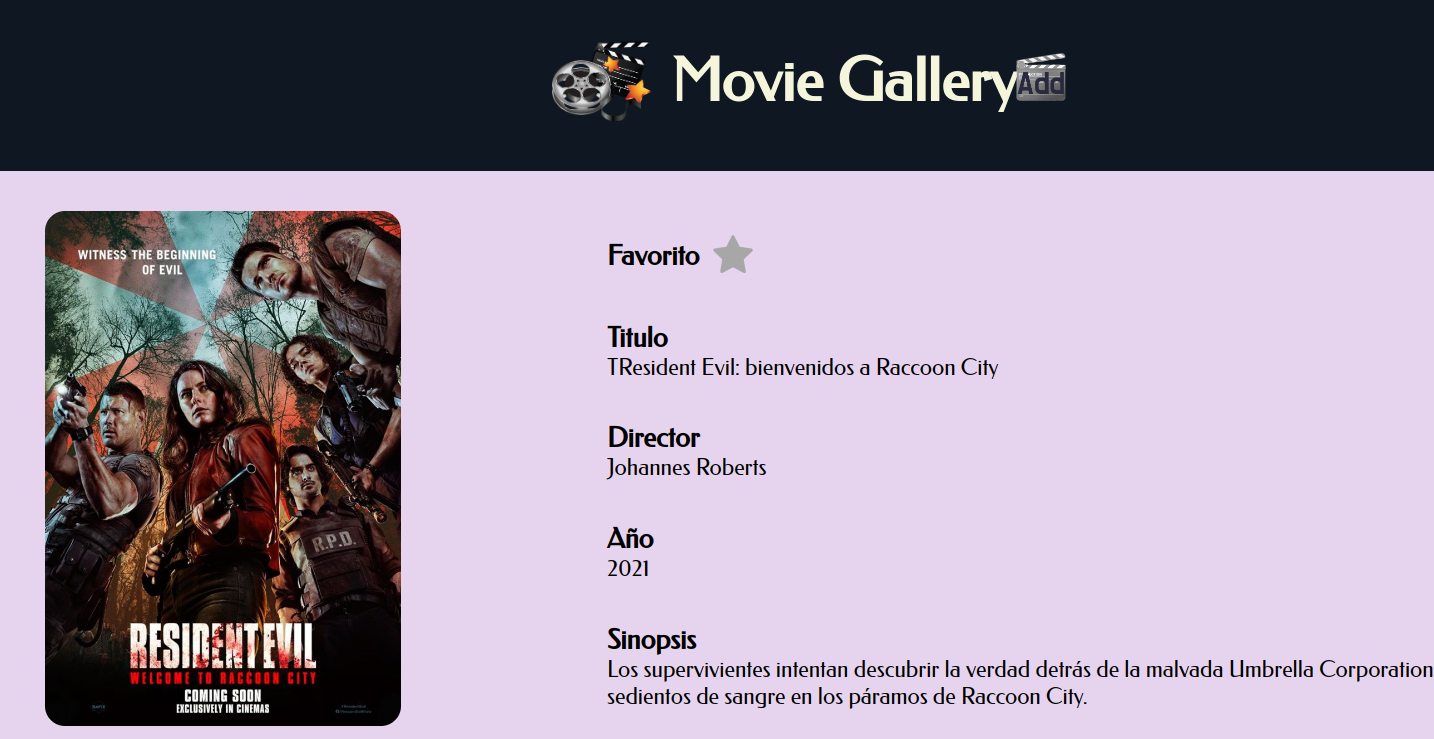 Movie Gallery
Add
WITNESS THE BEGINNING
OF EVIL
R.P.D.
RESIDENT EVIL
WELCOME TO RACCOON CITY
COMING SOON
EXCLUSIVELY IN CINEMAS
Favorito
Titulo
TResident Evil: bienvenidos a Raccoon City
Director
Johannes Roberts
Año
2021
Sinopsis
Los supervivientes intentan descubrir la verdad detrás de la malvada Umbrella Corporation
sedientos de sangre en los páramos de Raccoon City.